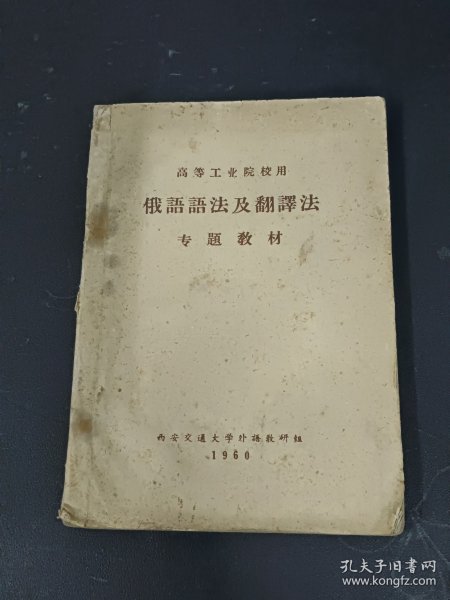 高等工业院校用
俄語語法及翻譯法
专題教材
西安交通大学外語教研組
1960
孔夫子旧书网
www.kongfz.com